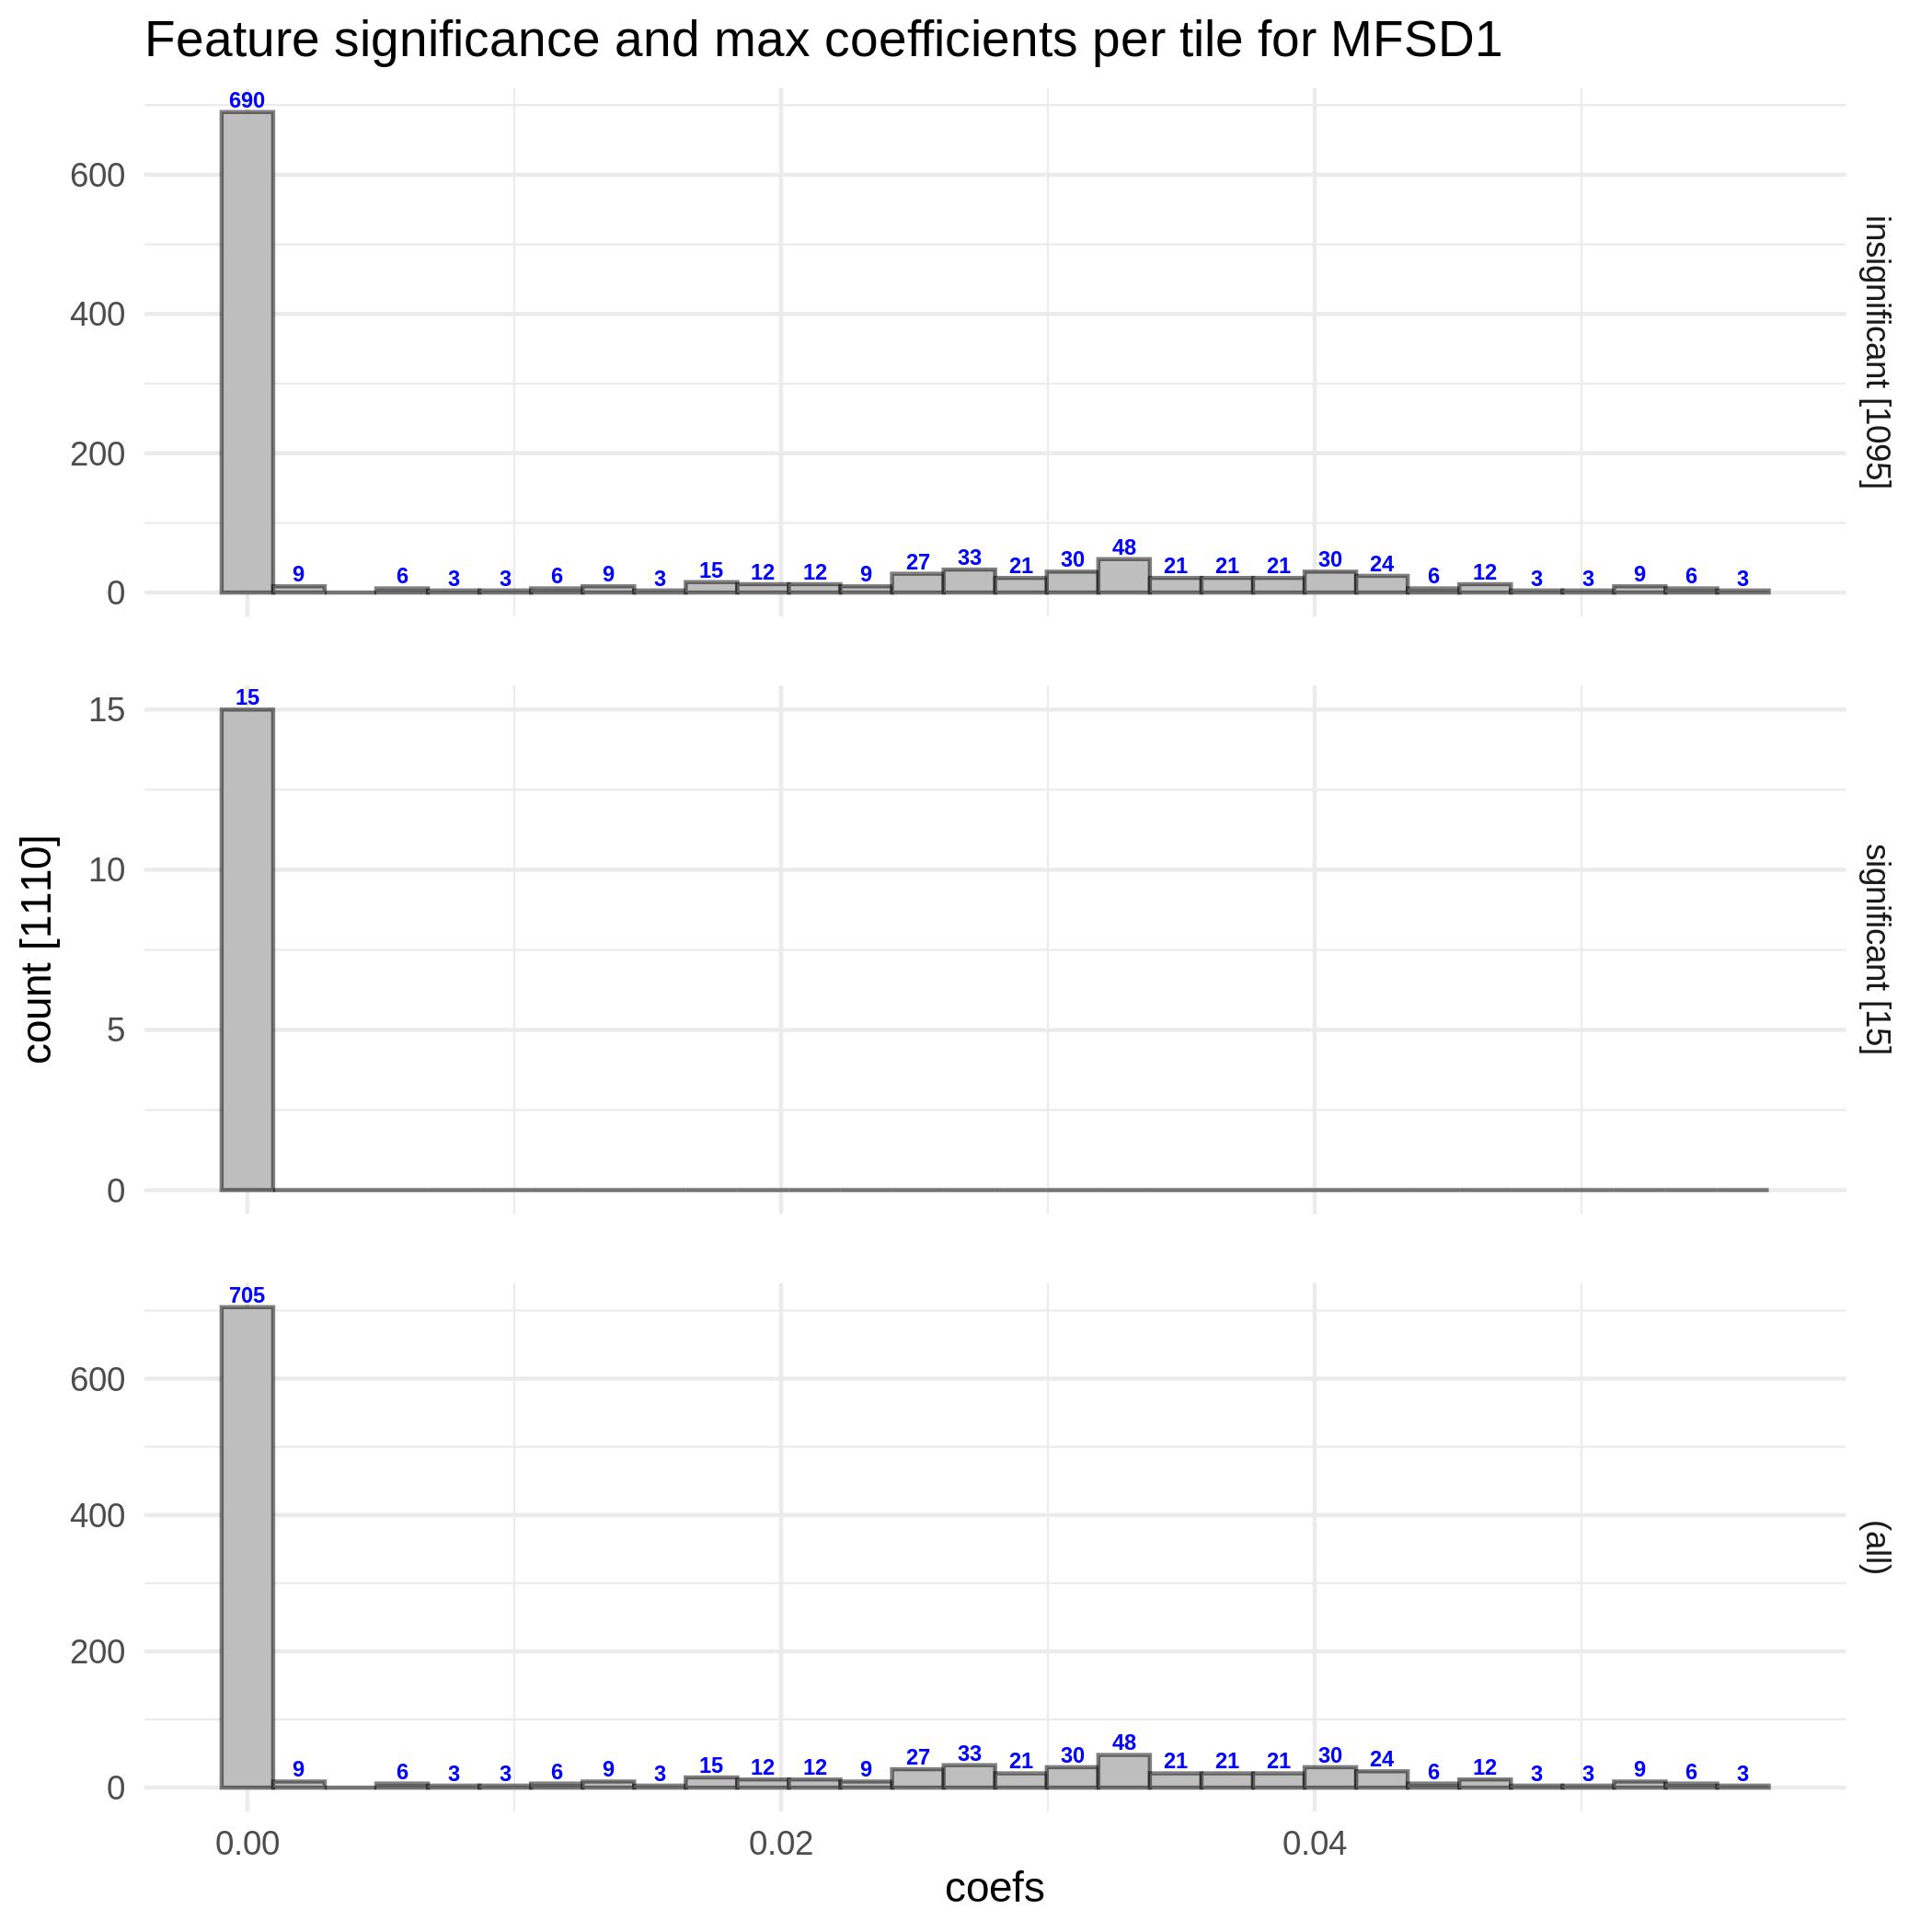 Feature significance and max coefficients per tile for MFSD1
690
600
400
200
0
9 6 3 3 6 9 3 15 12 12 9 27 33 21 30 48 21 21 21 30 24 6 12 3 3 9 6 3
insignificant [1095]
15
15
10
5
0
significant [15]
count [1110]
705
600
400
200
0
9 6 3 3 6 9 3 15 12 12 9 27 33 21 30 48 21 21 21 30 24 6 12 3 3 9 6 3
(all)
0.00 0.02 0.04
coefs